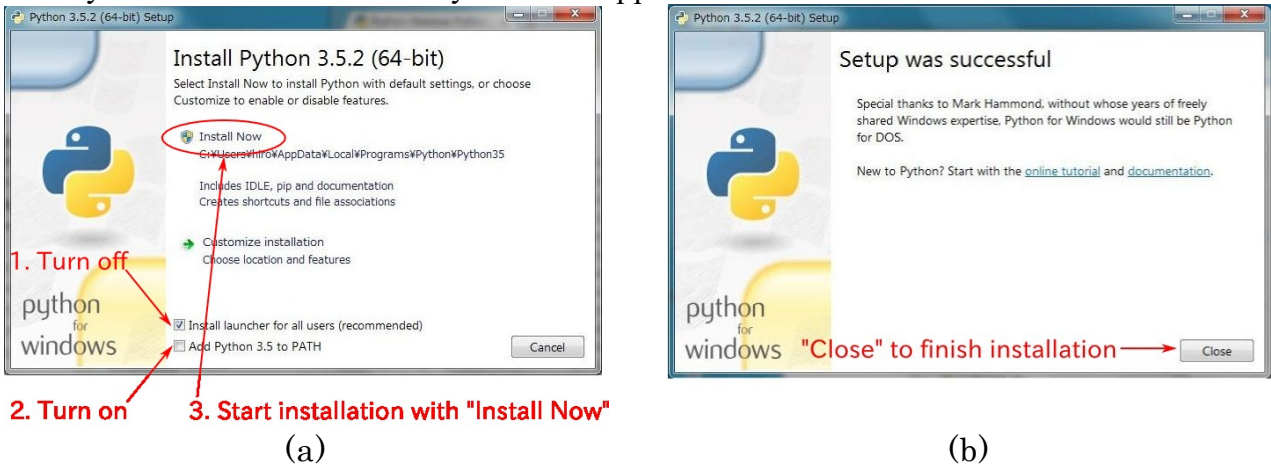 Python 3.5.2 (64-bit) Setup
Install Python 3.5.2 (64-bit)
Select Install Now to install Python with default settings, or choose
Customize to enable or disable features.
Install Now
C:¥Users¥hiro¥AppData¥Local¥Programs¥Python¥Python35
Includes IDLE, pip and documentation
Creates shortcuts and file associations
Customize installation
Choose location and features
1. Turn off
python
for
windows
Install launcher for all users (recommended)
Add Python 3.5 to PATH
Cancel
2. Turn on
3. Start installation with "Install Now"
(a)
Python 3.5.2 (64-bit) Setup
Setup was successful
Special thanks to Mark Hammond, without whose years of freely
shared Windows expertise, Python for Windows would still be Python
for DOS.
New to Python? Start with the online tutorial and documentation.
python
for
windows
"Close" to finish installation
Close
(b)